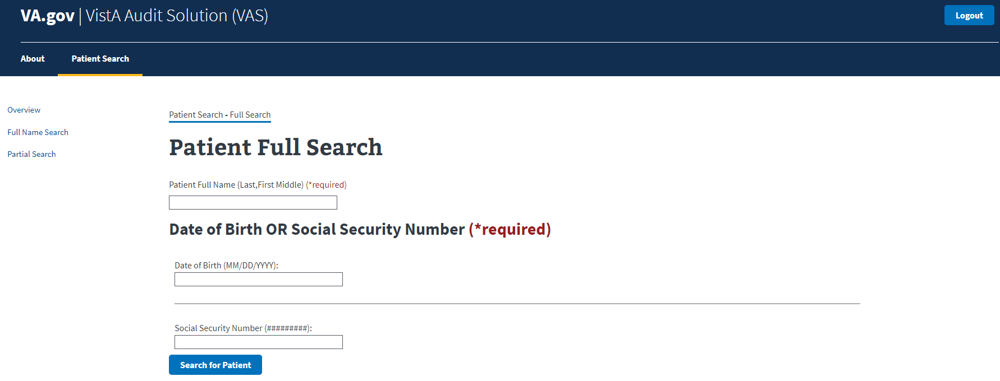 VA.gov | VistA Audit Solution (VAS)
Logout
About
Patient Search
Overview
Full Name Search
Partial Search
Patient Search - Full Search
Patient Full Search
Patient Full Name (Last,First Middle) (*required)
Date of Birth OR Social Security Number (*required)
Date of Birth (MM/DD/YYYY):
Social Security Number (#########):
Search for Patient